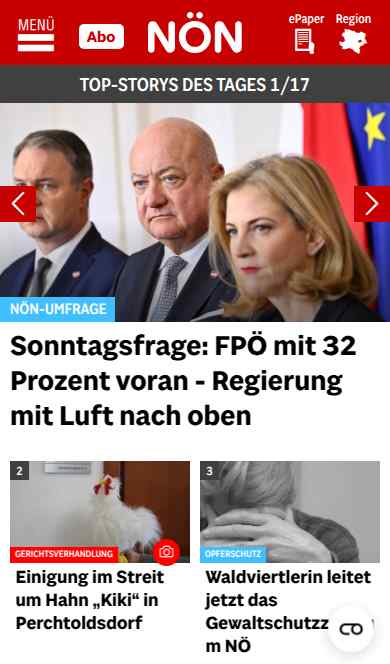 MENÜ
Abo
NÖN
ePaper
Region
TOP-STORYS DES TAGES 1/17
NÖN-UMFRAGE
Sonntagsfrage: FPÖ mit 32
Prozent voran - Regierung
mit Luft nach oben
2
3
GERICHTSVERHANDLUNG
OPFERSCHUTZ
Einigung im Streit
um Hahn „Kiki“ in
Perchtoldsdorf
Waldviertlerin leitet
jetzt das
m NÖ